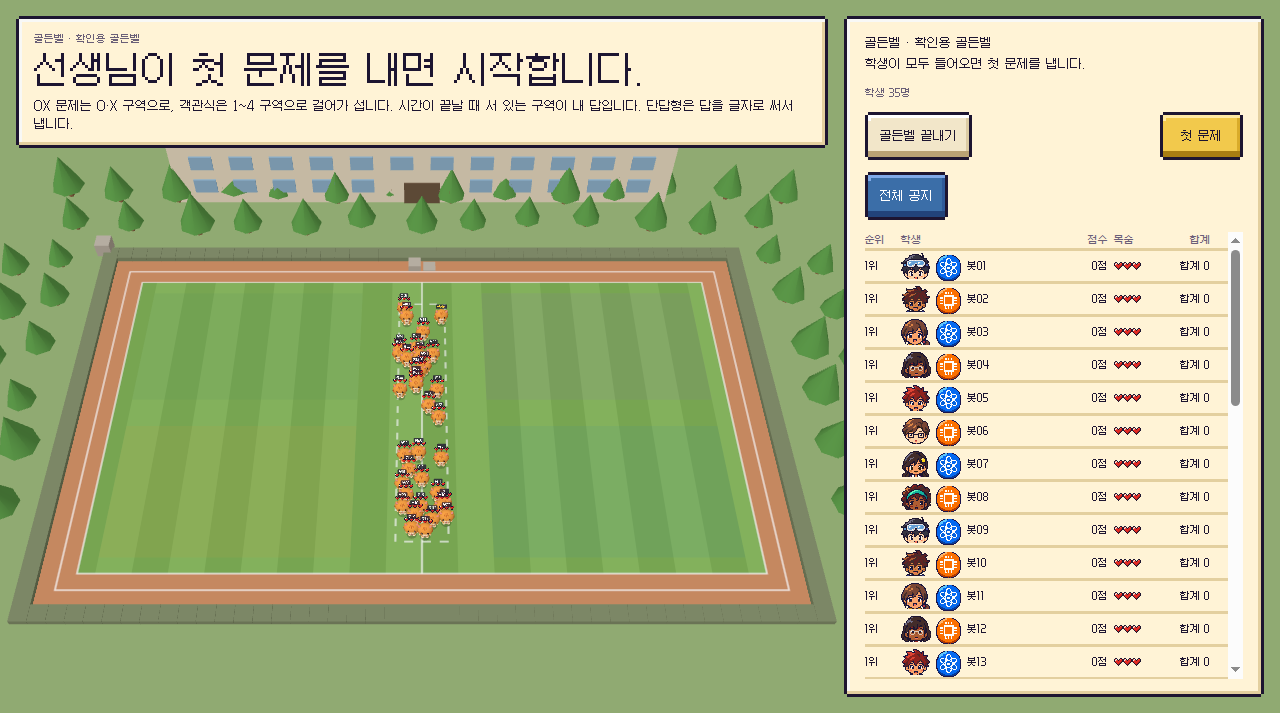 골든벨 · 확인용 골든벨
선생님이 첫 문제를 내면 시작합니다.
OX 문제는 O·X 구역으로, 객관식은 1~4 구역으로 걸어가 섭니다. 시간이 끝날 때 서 있는 구역이 내 답입니다. 단답형은 답을 글자로 써서
냅니다.
골든벨 · 확인용 골든벨
학생이 모두 들어오면 첫 문제를 냅니다.
학생 35명
골든벨 끝내기
첫 문제
전체 공지
순위 학생 점수 목숨 합계
1위 봇01 0점 합계 0
1위 봇02 0점 합계 0
1위 봇03 0점 합계 0
1위 봇04 0점 합계 0
1위 봇05 0점 합계 0
1위 봇06 0점 합계 0
1위 봇07 0점 합계 0
1위 봇08 0점 합계 0
1위 봇09 0점 합계 0
1위 봇10 0점 합계 0
1위 봇11 0점 합계 0
1위 봇12 0점 합계 0
1위 봇13 0점 합계 0